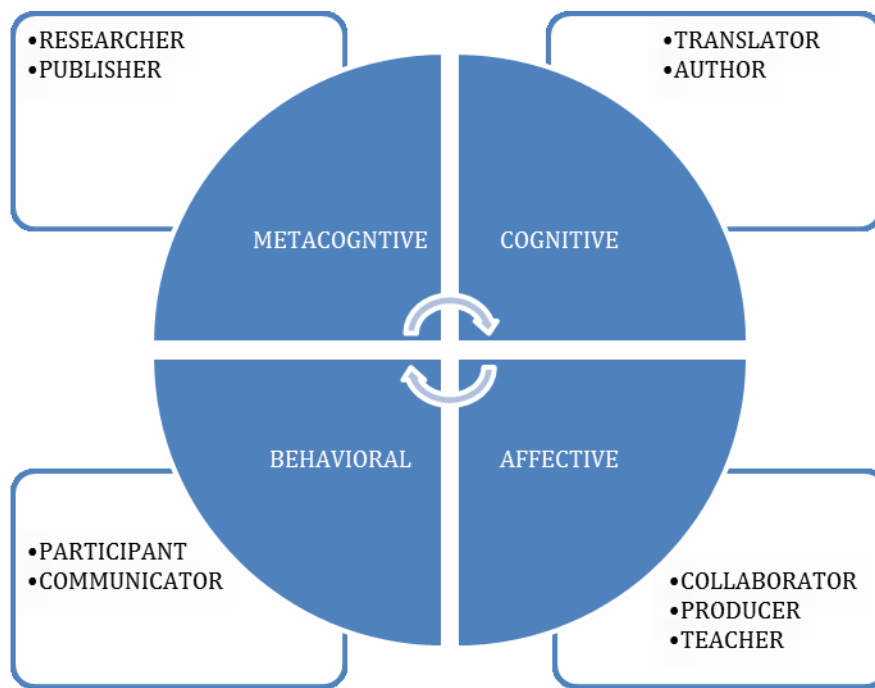 •RESEARCHER
•PUBLISHER
•TRANSLATOR
•AUTHOR
METACOGNTIVE
COGNITIVE
BEHAVIORAL
AFFECTIVE
•PARTICIPANT
•COMMUNICATOR
•COLLABORATOR
•PRODUCER
•TEACHER